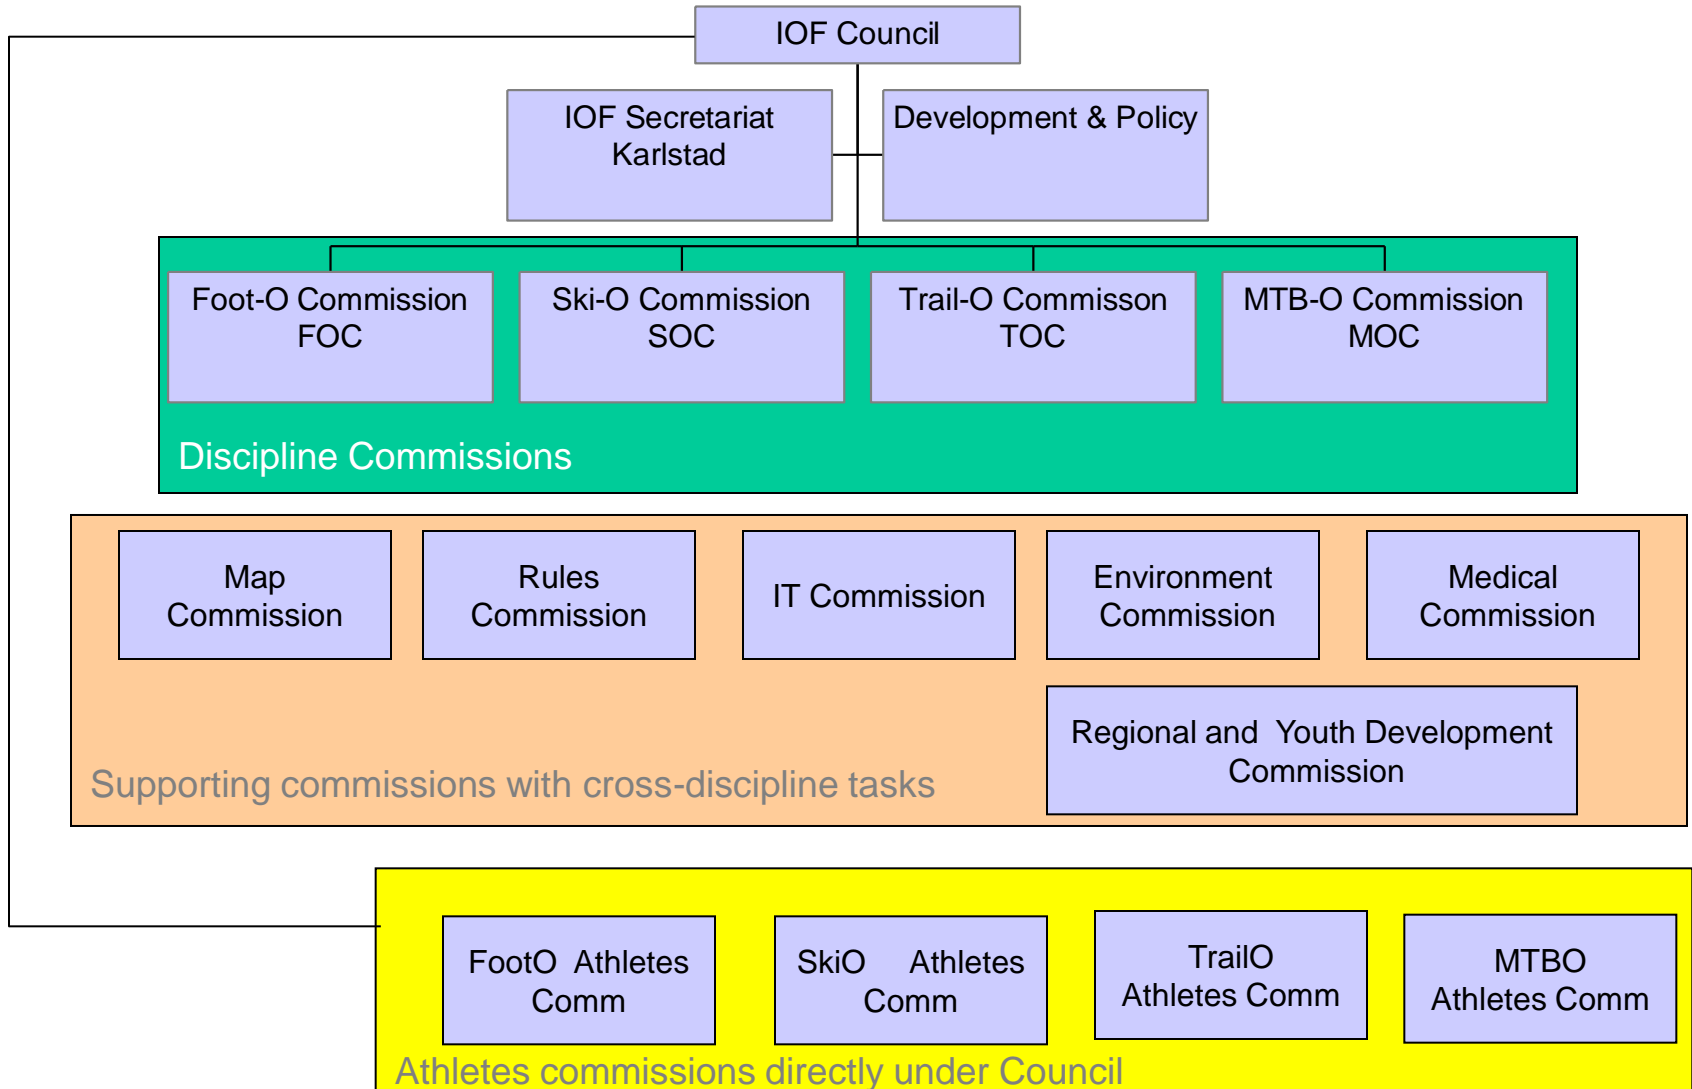 IOF Council
IOF Secretariat
Karlstad
Development & Policy
Foot-O Commission
FOC
Ski-O Commission
SOC
Trail-O Commisson
TOC
MTB-O Commission
MOC
Discipline Commissions
Map
Commission
Rules
Commission
IT Commission
Environment
Commission
Medical
Commission
Regional and Youth Development
Commission
Supporting commissions with cross-discipline tasks
FootO Athletes
Comm
SkiO Athletes
Comm
TrailO
Athletes Comm
MTBO
Athletes Comm
Athletes commissions directly under Council